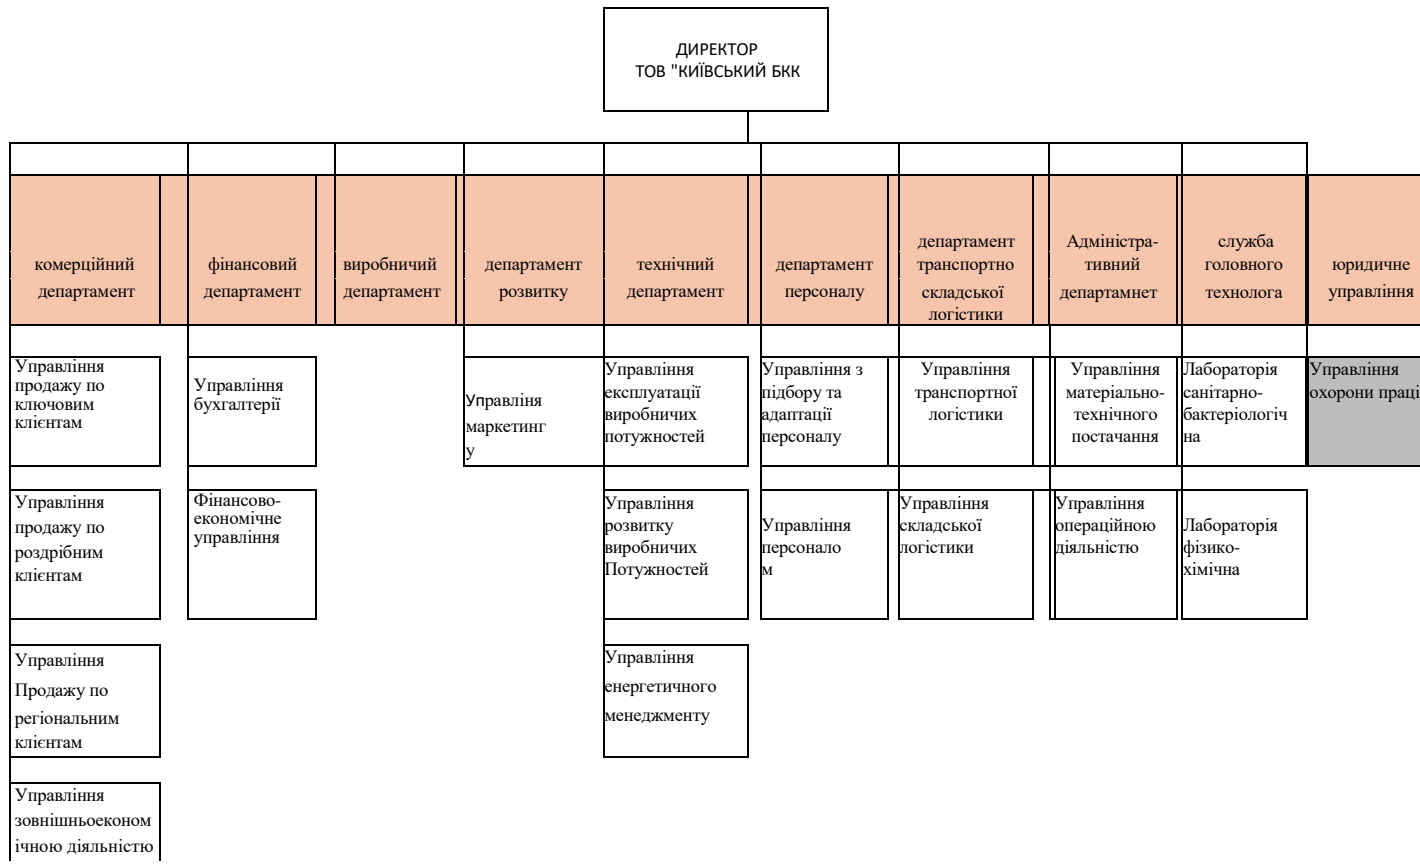 ДИРЕКТОР
ТОВ "КИЇВСЬКИЙ БКК
комерційний
департамент
фінансовий
департамент
виробничий
департамент
департамент
розвитку
технічний
департамент
департамент
персоналу
департамент
транспортно
складської
логістики
Адміністра-
тивний
департамнет
служба
головного
технолога
юридичне
управління
Управління
продажу по
ключовим
клієнтам
Управління
бухгалтерії
Управліня
маркетинг
у
Управління
експлуатації
виробничих
потужностей
Управління з
підбору та
адаптації
персоналу
Управління
транспортної
логістики
Управління
матеріально-
технічного
постачання
Лабораторія
санітарно-
бактеріологіч
на
Управління
охорони праці
Управління
продажу по
роздрібним
клієнтам
Фінансово-
економічне
управління
Управління
розвитку
виробничих
Потужностей
Управління
персонало
м
Управління
складської
логістики
Управління
операційною
діяльністю
Лабораторія
фізико-
хімічна
Управління
Продажу по
регіональним
клієнтам
Управління
енергетичного
менеджменту
Управління
зовнішньоеконом
ічною діяльністю